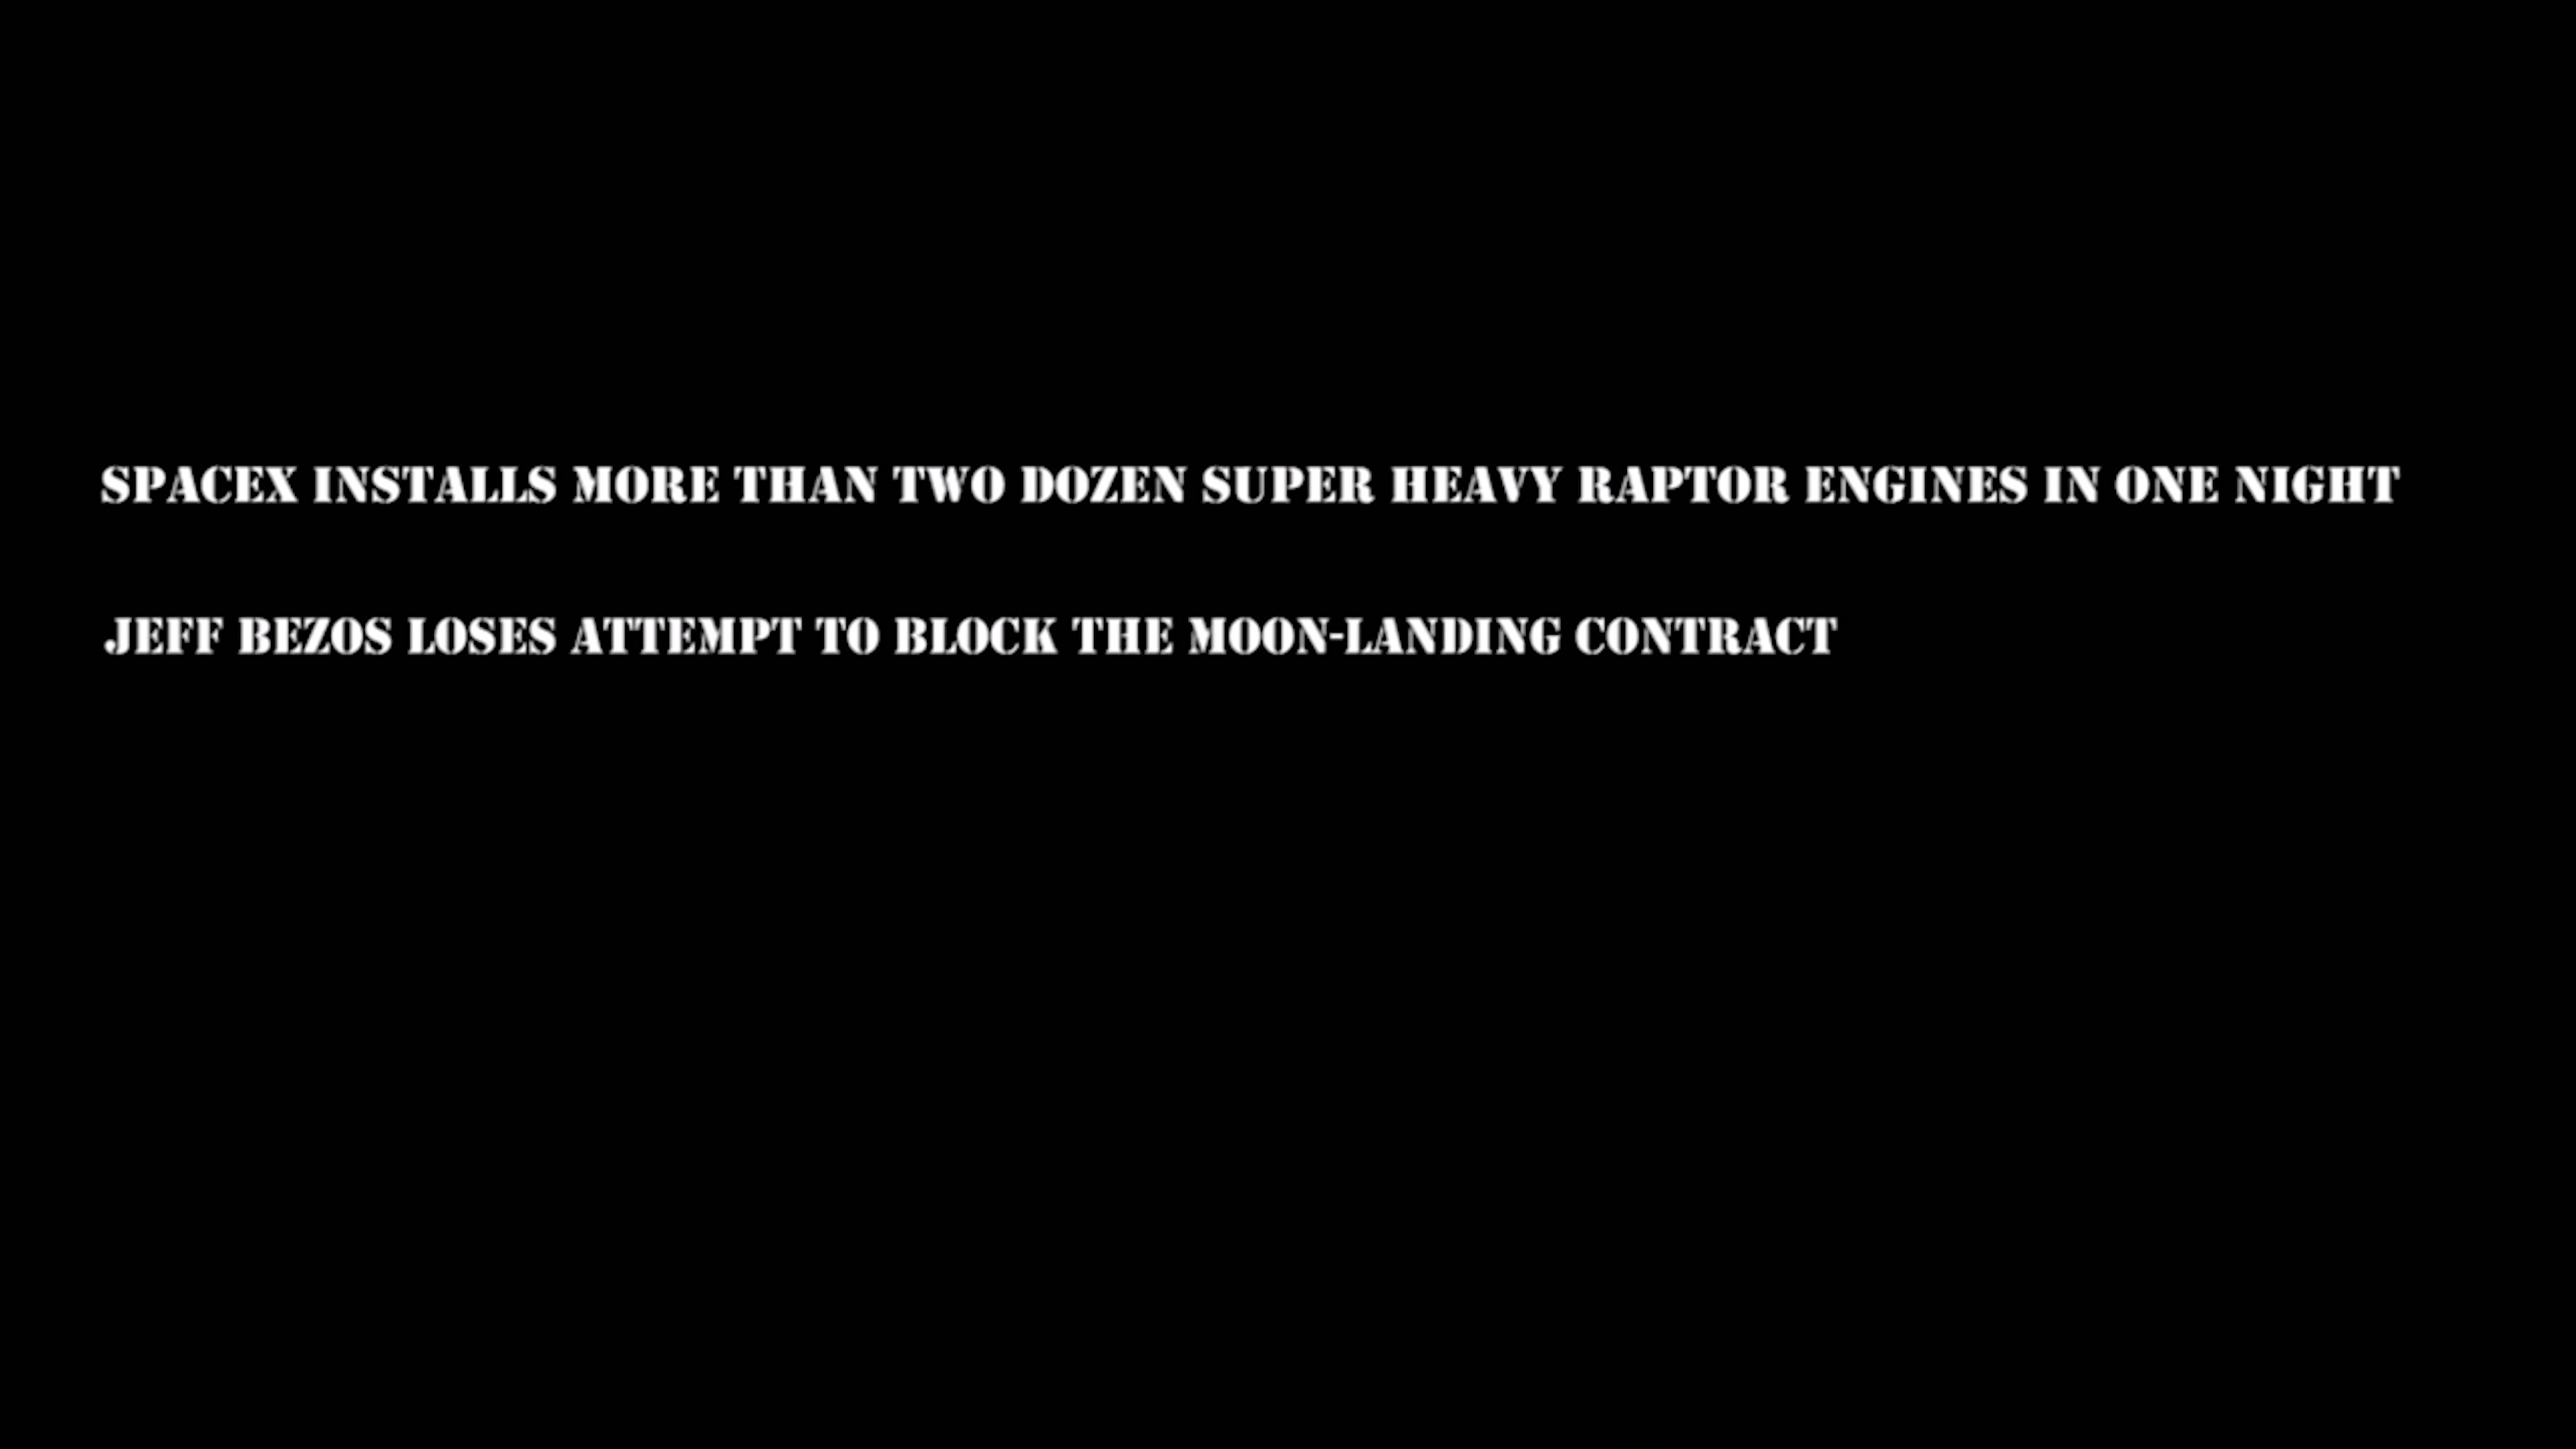 SPACEX INSTALLS MORE THAN TWO DOZEN SUPER HEAVY RAPTOR ENGINES IN ONE NIGHT
JEFF BEZOS LOSES ATTEMPT TO BLOCK THE MOON-LANDING CONTRACT